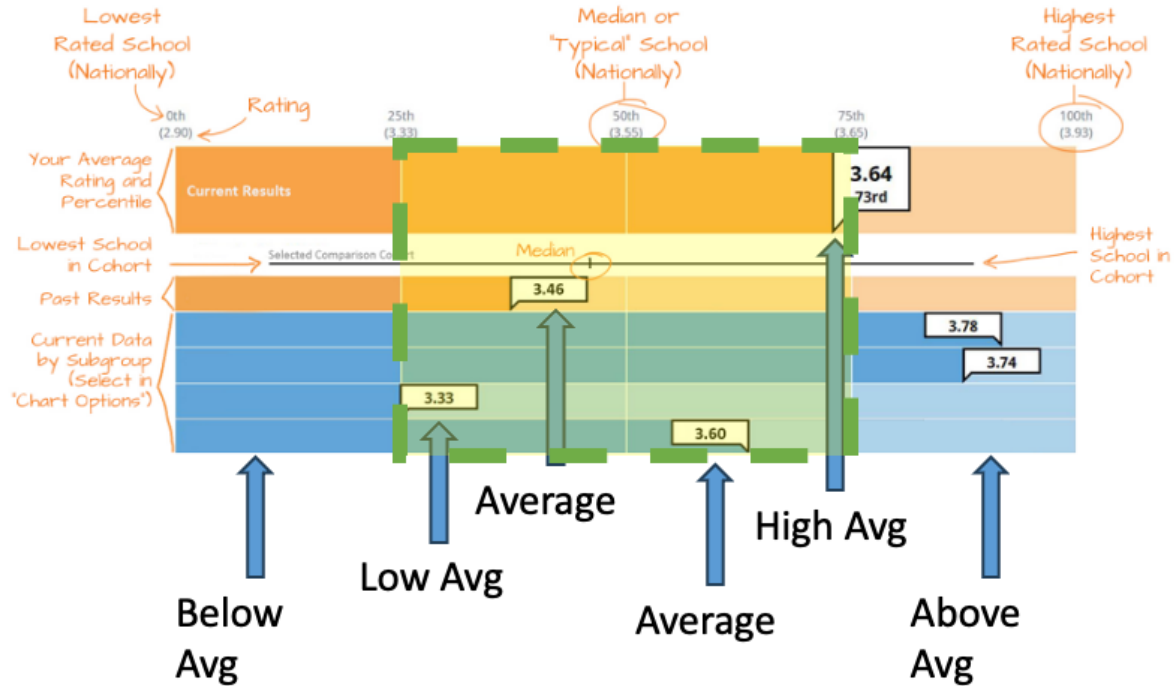 Lowest
Rated School
(Nationally)
Median or
"Typical" School
(Nationally)
Highest
Rated School
(Nationally)
Rating
0th
(2.90)
25th
(3.33)
50th
(3.55)
75th
(3.65)
100th
(3.93)
Your Average
Rating and
Percentile
Current Results
3.64
73rd
Lowest School
in Cohort
Selected Comparison Cohort
Median
Highest
School in
Cohort
Past Results
3.46
Current Data
by Subgroup
(Select in
"Chart Options")
3.78
3.74
3.33
3.60
Average
High Avg
Low Avg
Below
Avg
Average
Above
Avg